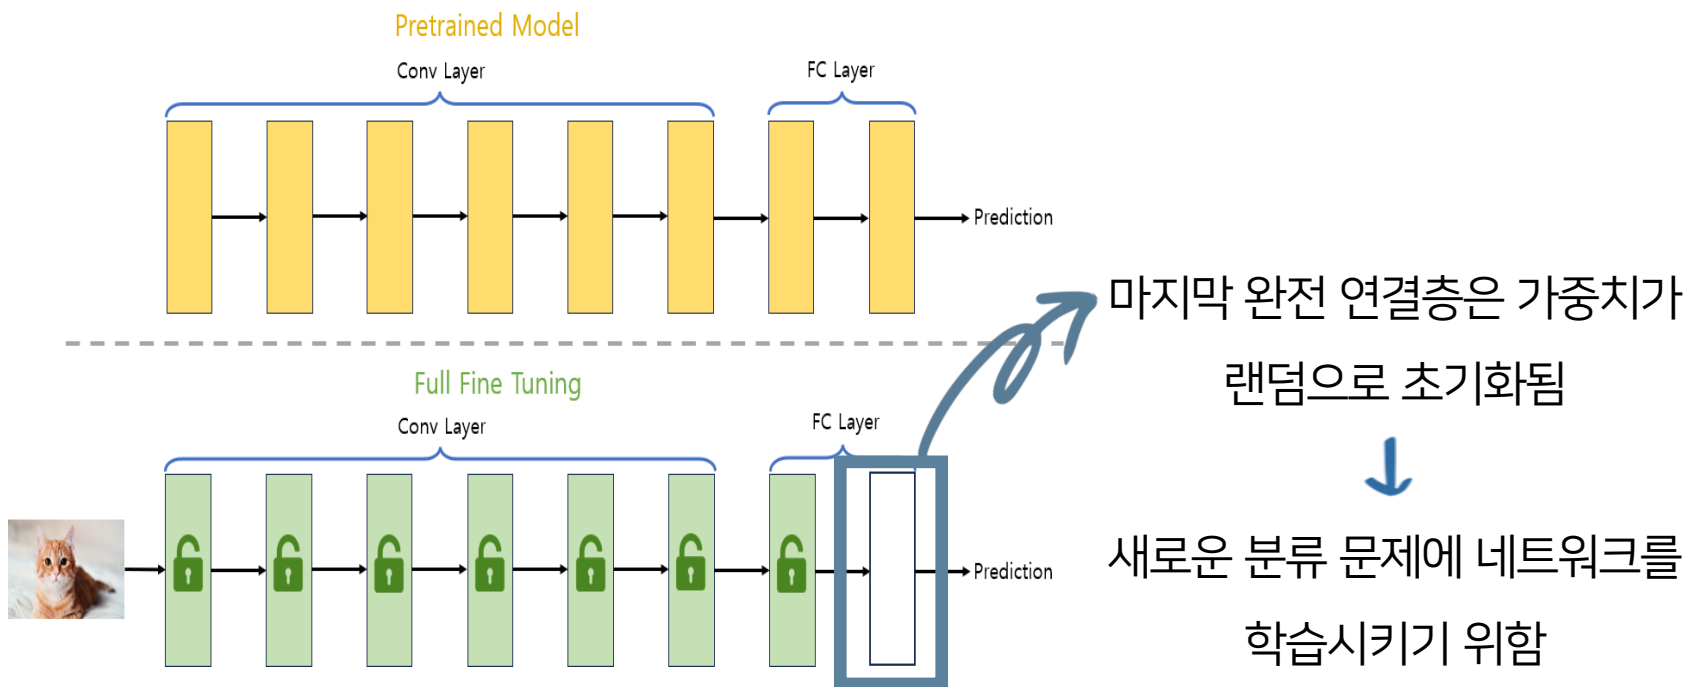 Pretrained Model
Conv Layer
FC Layer
Prediction
마지막 완전 연결층은 가중치가
랜덤으로 초기화됨
Full Fine Tuning
Conv Layer
FC Layer
Prediction
새로운 분류 문제에 네트워크를
학습시키기 위함